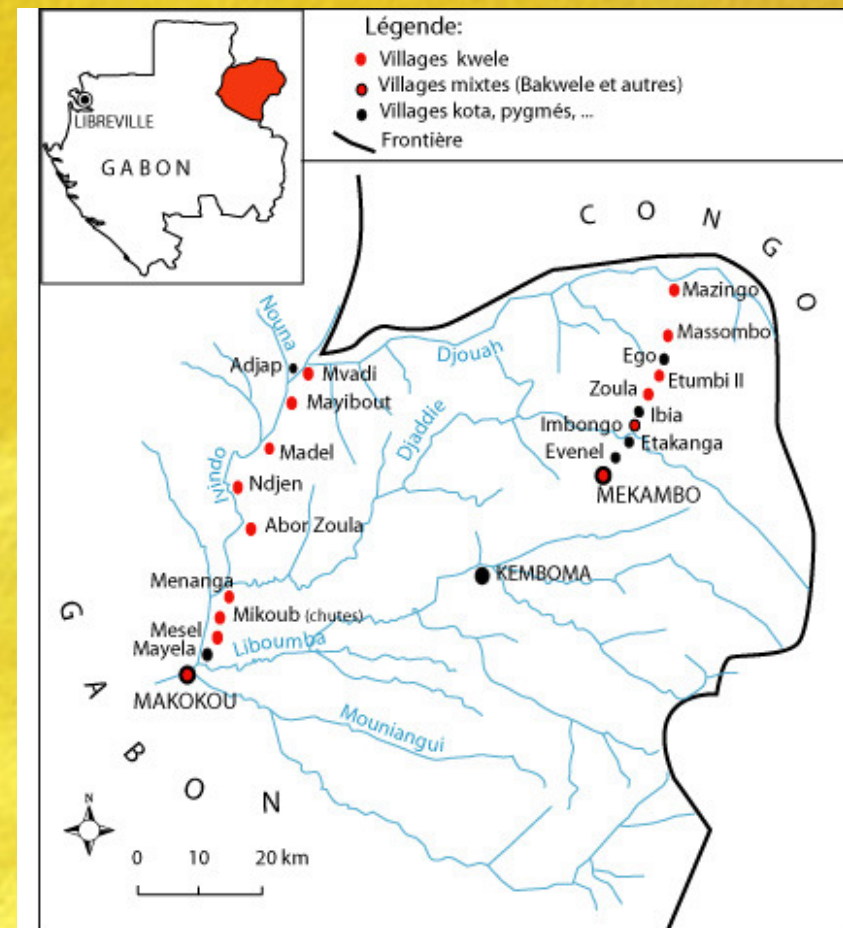 Légende:
Villages kwele
Villages mixtes (Bakwele et autres)
Villages kota, pygmés, ...
Frontière
LIBREVILLE
GABON
CONGO
Mazingo
Nouna
Massombo
Djouah
Ego
Adjap
Mvadi
Etumbi II
Zoula
Mayibout
Ibia
Djaddie
Imbongo
Etakanga
Madel
Evenel
Ivindo
Ndjen
MEKAMBO
Abor Zoula
KEMBOMA
Menanga
Mikoub (chutes)
Mesel
Liboumba
Mayela
MAKOKOU
Mouniangui
GABON
N
0 10 20 km